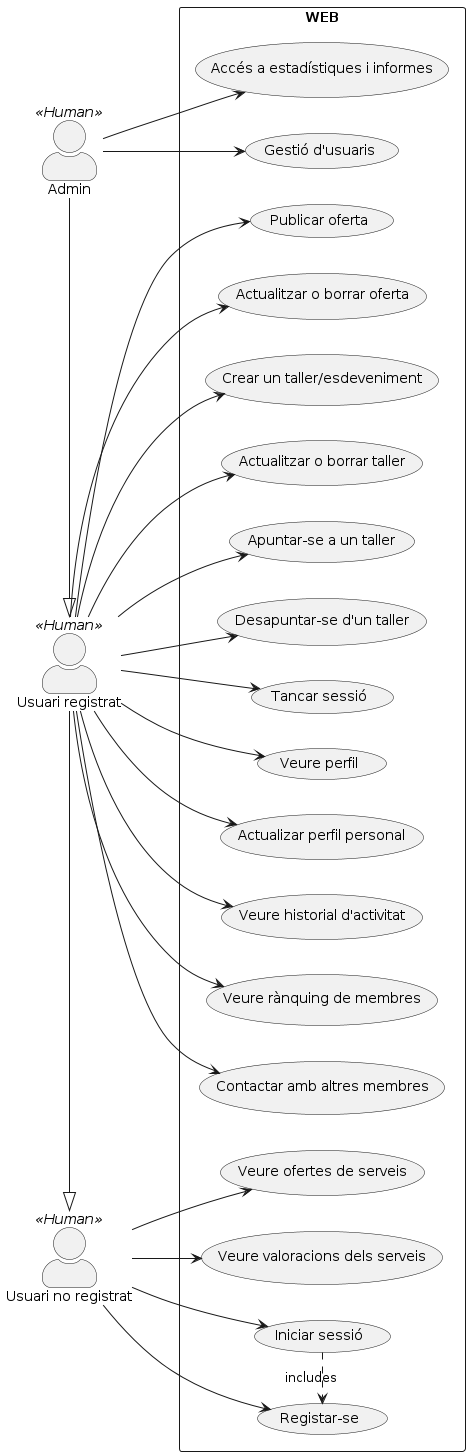 WEB
Accés a estadístiques i informes
«Human»
Admin
Gestió d'usuaris
Publicar oferta
Actualitzar o borrar oferta
Crear un taller/esdeveniment
Actualitzar o borrar taller
Apuntar-se a un taller
Desapuntar-se d'un taller
«Human»
Usuari registrat
Tancar sessió
Veure perfil
Actualizar perfil personal
Veure historial d'activitat
Veure rànquing de membres
Contactar amb altres membres
Veure ofertes de serveis
«Human»
Usuari no registrat
Veure valoracions dels serveis
Iniciar sessió
includes
Registar-se